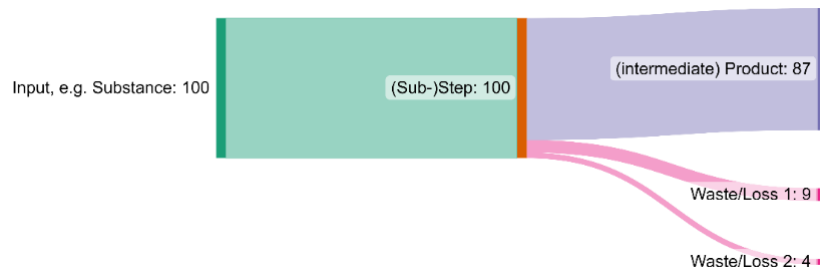 Input, e.g. Substance: 100
(Sub-)Step: 100
(intermediate) Product: 87
Waste/Loss 1: 9
Waste/Loss 2: 4